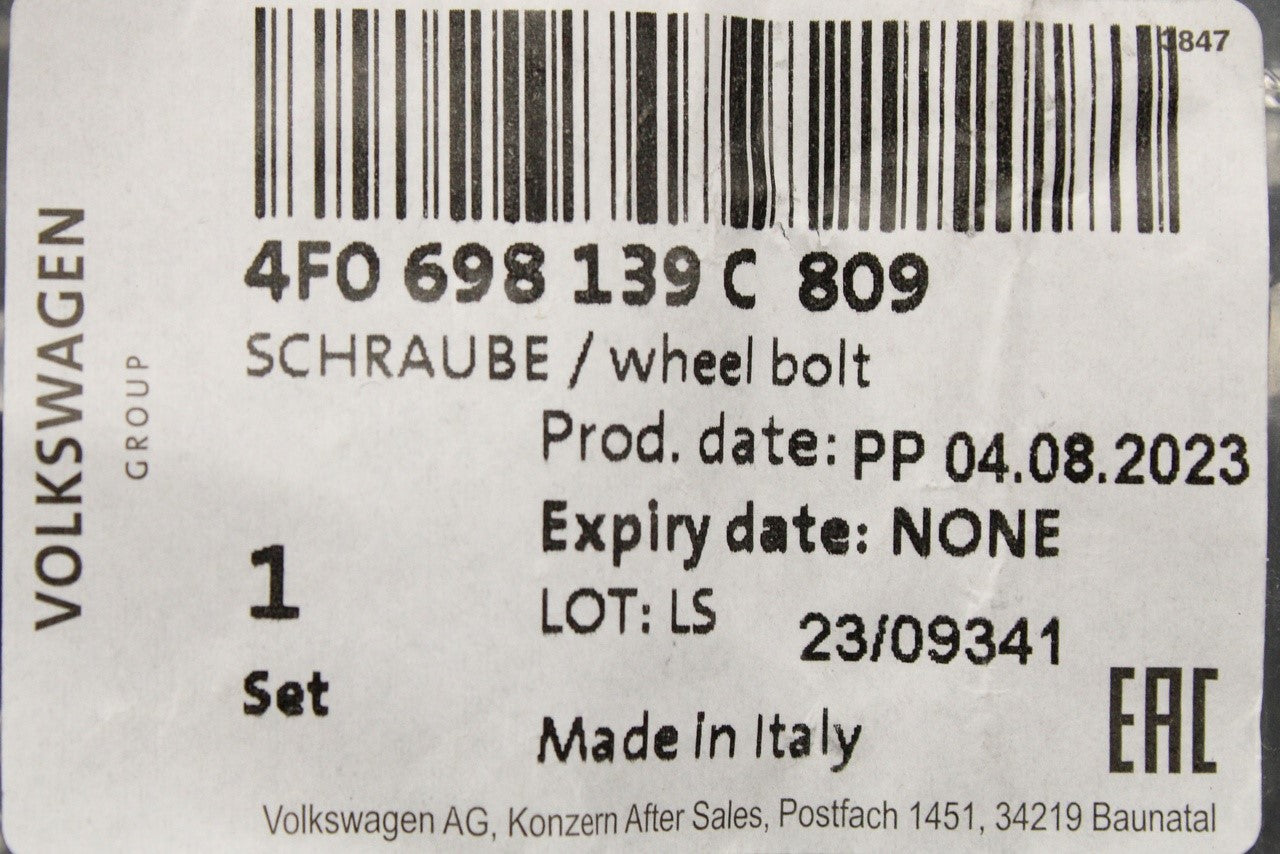 847
4F0 698 139 C 809
SCHRAUBE / wheel bolt
Prod. date: PP 04.08.2023
Expiry date: NONE
1
LOT: LS 23/09341
Set
Made in Italy
EAC
Volkswagen AG, Konzern After Sales, Postfach 1451, 34219 Baunatal
VOLKSWAGEN
GROUP